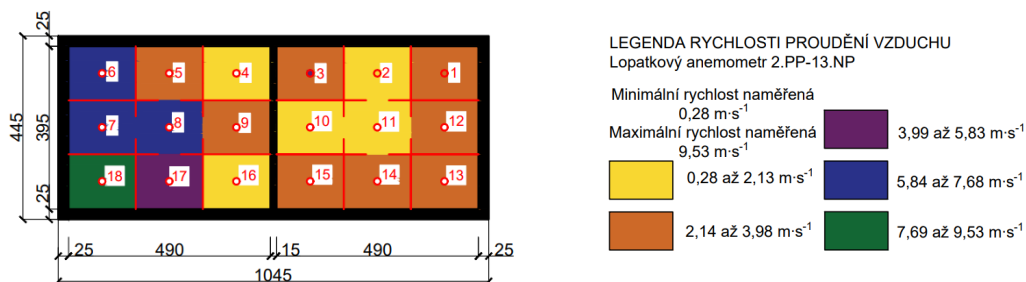 25
445
395
25
6
5
4
3
2
1
7
8
9
10
11
12
18
17
16
15
14
13
25
490
15
490
25
1045
LEGENDA RYCHLOSTI PROUDĚNÍ VZDUCHU
Lopatkový anemometr 2.PP-13.NP
Minimální rychlost naměřená
0,28 m·s-1
Maximální rychlost naměřená
9,53 m·s-1
0,28 až 2,13 m·s-1
2,14 až 3,98 m·s-1
3,99 až 5,83 m·s-1
5,84 až 7,68 m·s-1
7,69 až 9,53 m·s-1